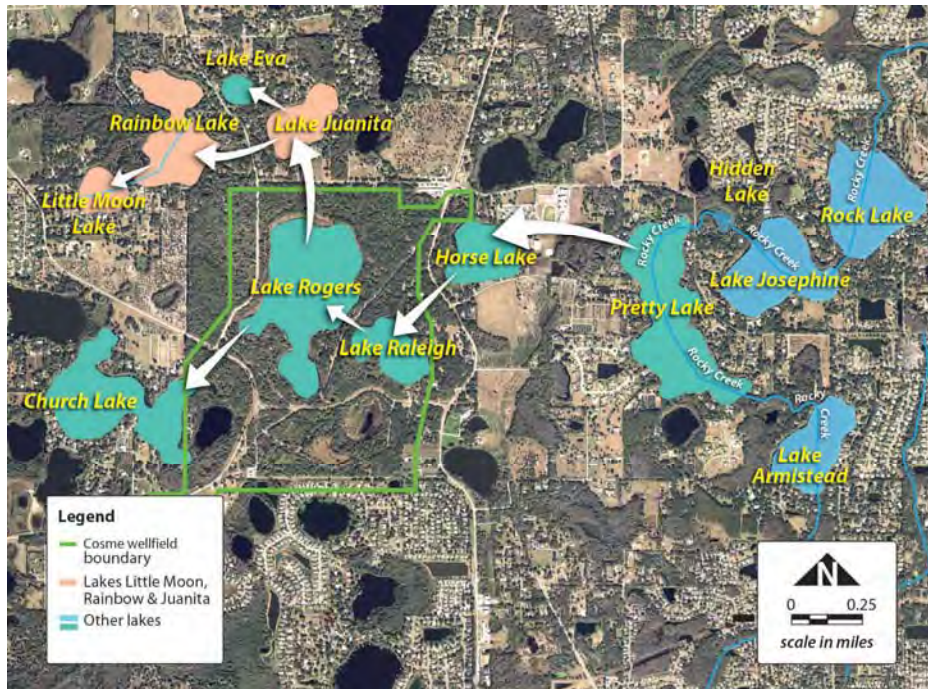 Lake Eva
Rainbow Lake
Lake Juanita
Little Moon
Lake
Hidden
Lake
Rocky Creek
Rock Lake
Rocky Creek
Rocky Creek
Horse Lake
Lake Josephine
Lake Rogers
Pretty Lake
Lake Raleigh
Rocky Creek
Church Lake
Rocky
Creek
Lake
Armistead
Legend
Cosme wellfield
boundary
Lakes Little Moon,
Rainbow & Juanita
Other lakes
N
0 0.25
scale in miles